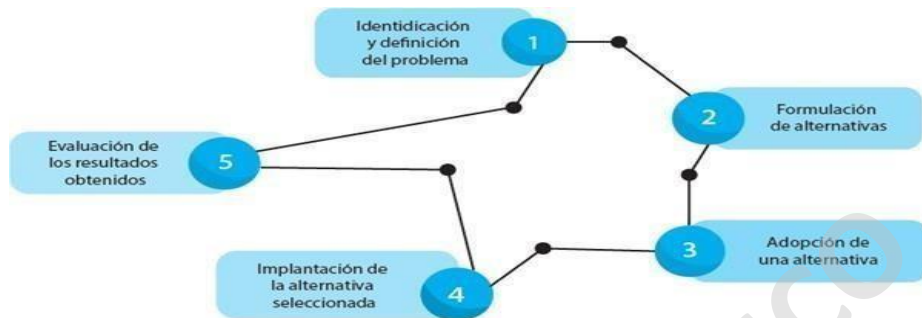 Identidicación
y definición
del problema
1
2
Formulación
de alternativas
3
Adopción de
una alternativa
4
Implantación de
la alternativa
seleccionada
5
Evaluación de
los resultados
obtenidos